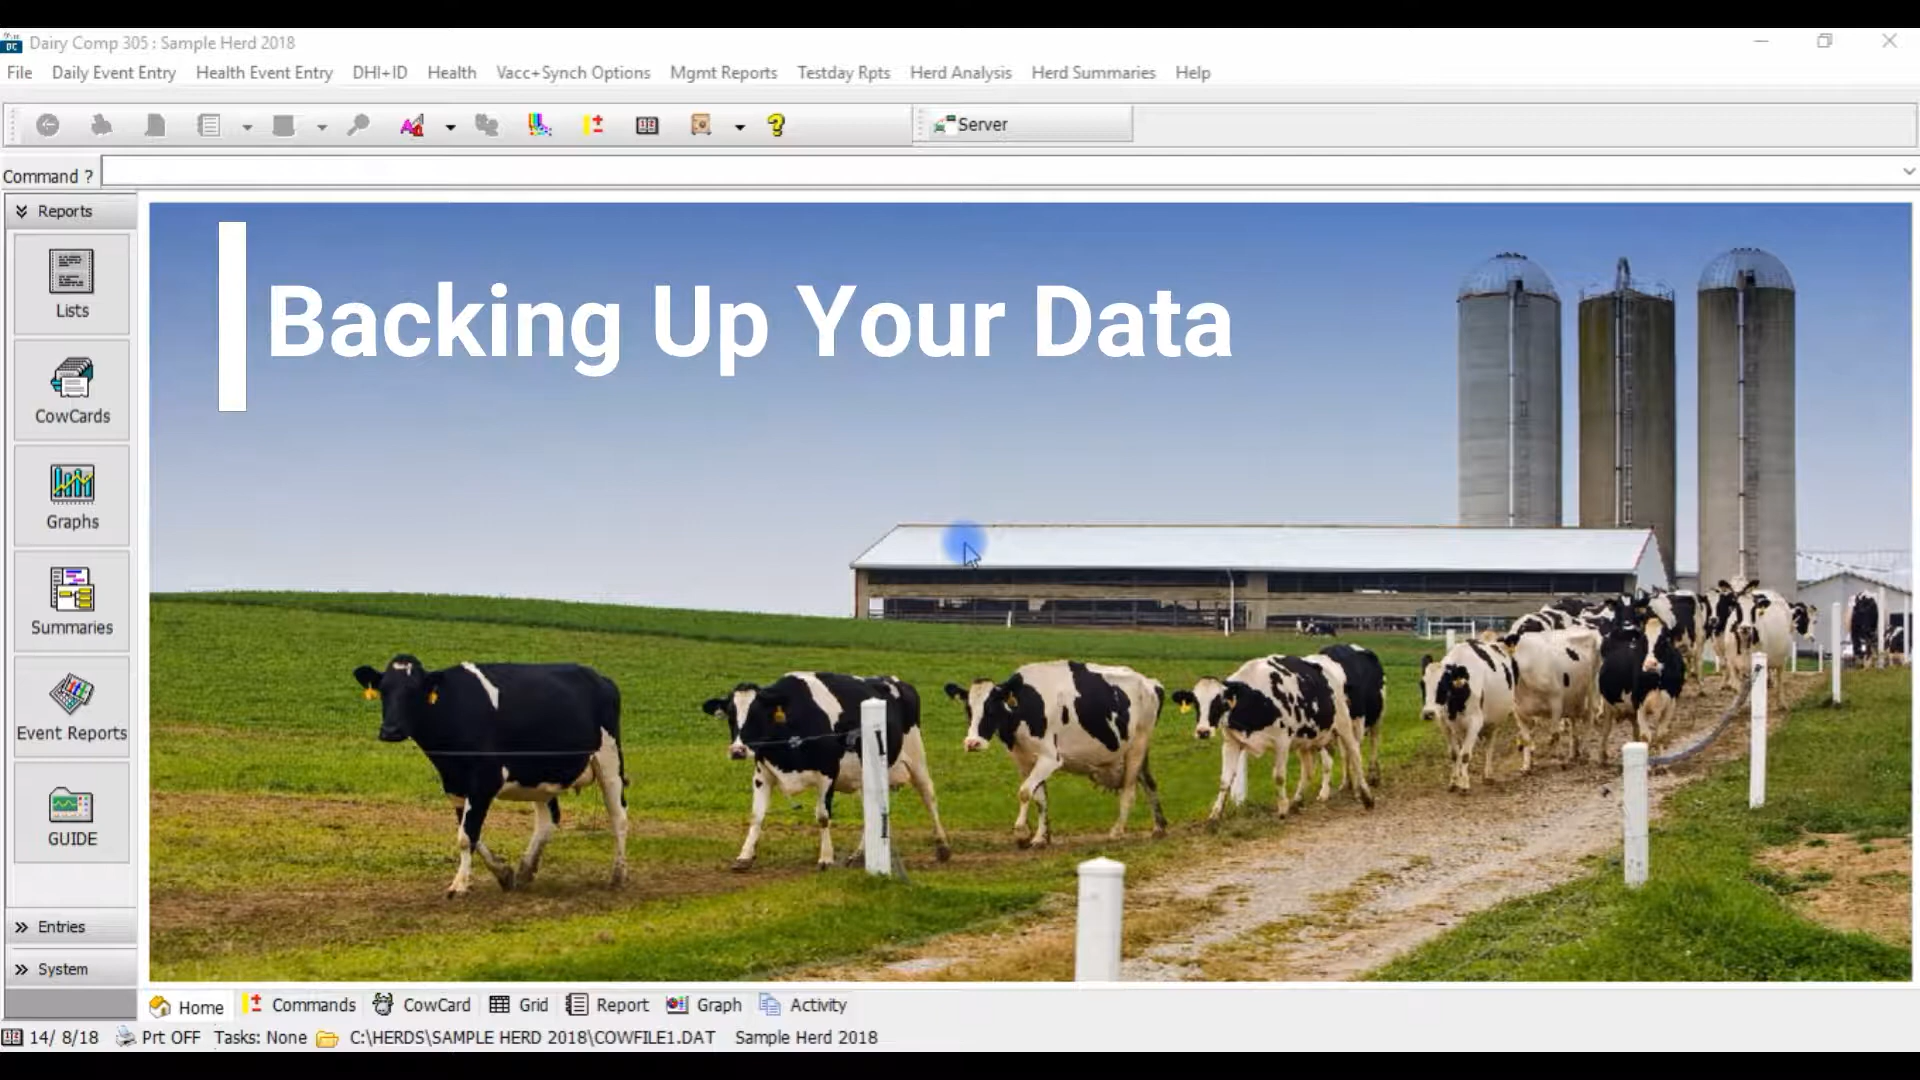 Dairy Comp 305 : Sample Herd 2018
File Daily Event Entry Health Event Entry DHI+ID Health Vacc+Synch Options Mgmt Reports Testday Rpts Herd Analysis Herd Summaries Help
Server
Command ?
Reports
Lists
CowCards
Graphs
Summaries
Event Reports
GUIDE
Entries
System
Backing Up Your Data
Home Commands CowCard Grid Report Graph Activity
14/ 8/18 Prt OFF Tasks: None C:\HERDS\SAMPLE HERD 2018\COWFILE1.DAT Sample Herd 2018